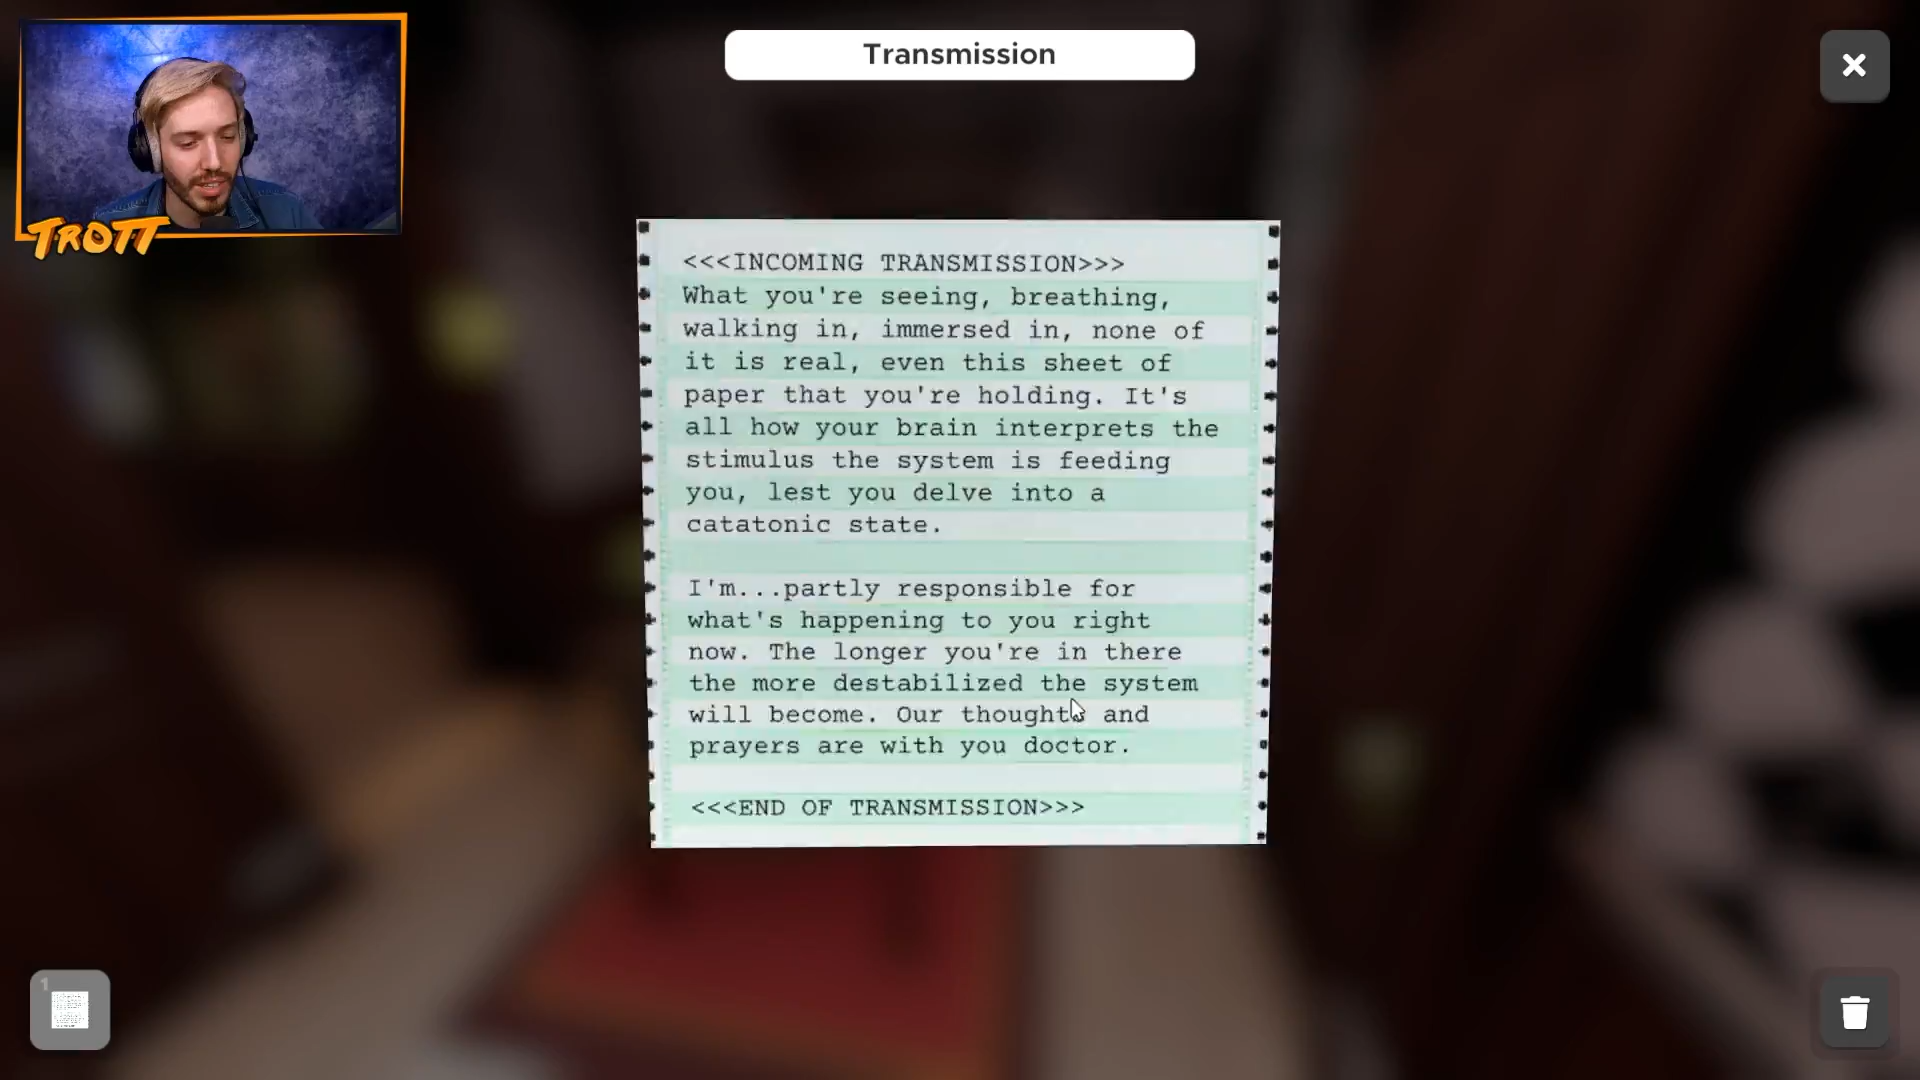 Transmission
TROTT
<<<INCOMING TRANSMISSION>>>
What you're seeing, breathing,
walking in, immersed in, none of
it is real, even this sheet of
paper that you're holding. It's
all how your brain interprets the
stimulus the system is feeding
you, lest you delve into a
catatonic state.
I'm...partly responsible for
what's happening to you right
now. The longer you're in there
the more destabilized the system
will become. Our thoughts and
prayers are with you doctor.
<<<END OF TRANSMISSION>>>
1